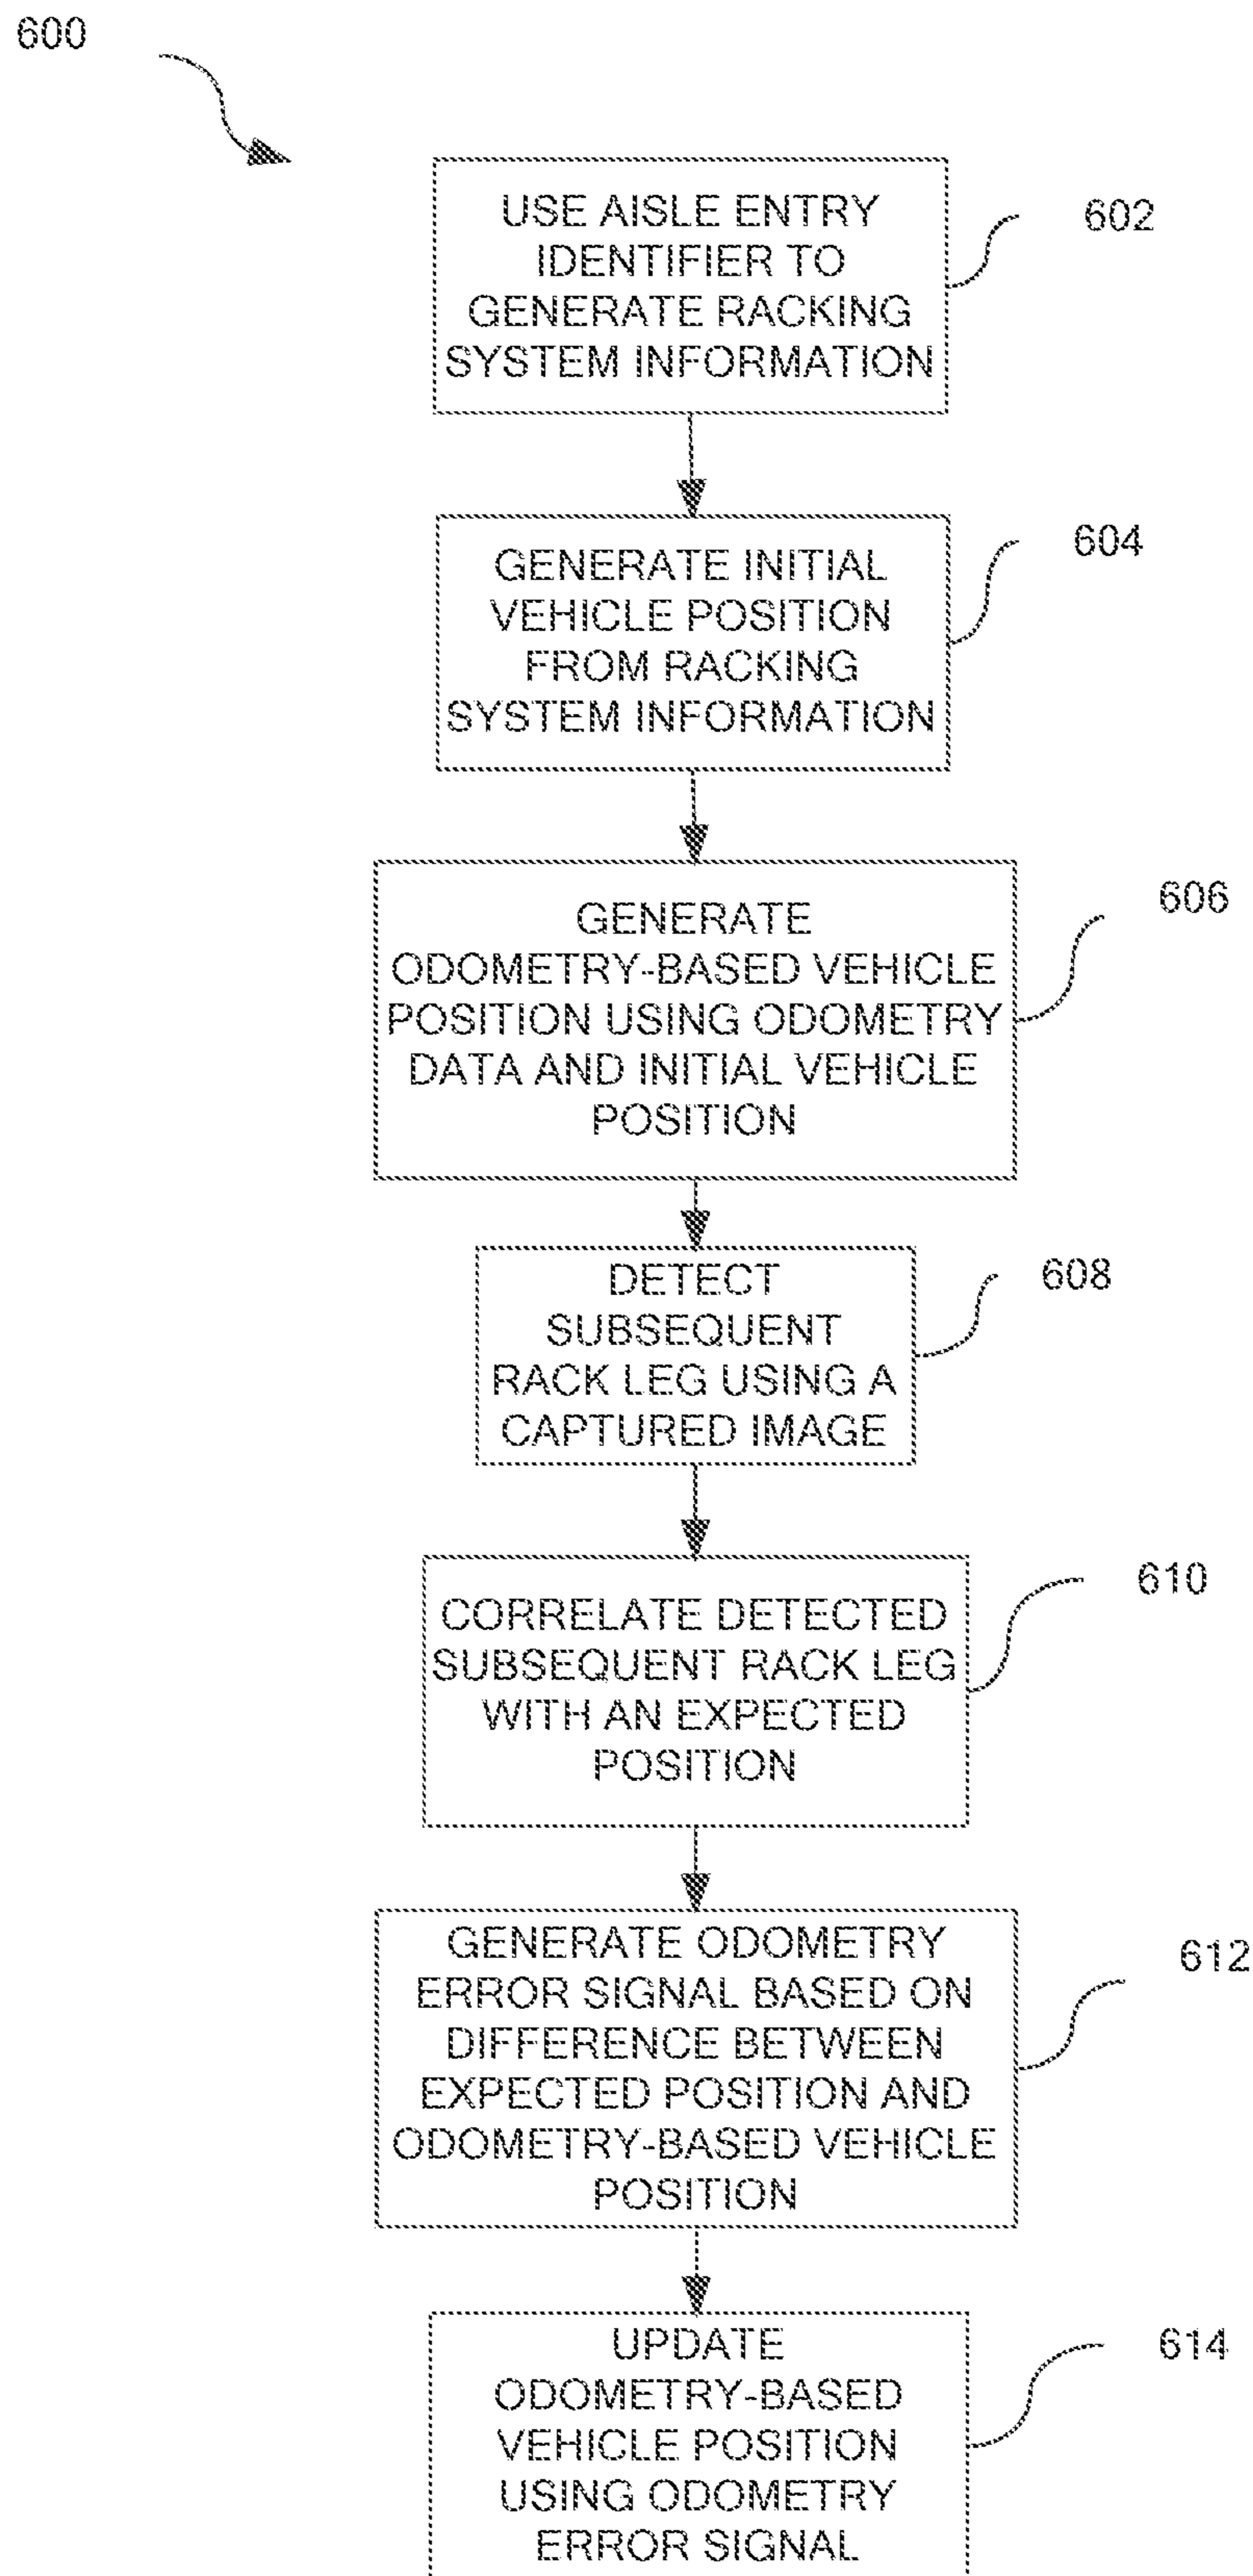 600
USE AISLE ENTRY
IDENTIFIER TO
GENERATE RACKING
SYSTEM INFORMATION
602
GENERATE INITIAL
VEHICLE POSITION
FROM RACKING
SYSTEM INFORMATION
604
GENERATE
ODOMETRY-BASED VEHICLE
POSITION USING ODOMETRY
DATA AND INITIAL VEHICLE
POSITION
606
DETECT
SUBSEQUENT
RACK LEG USING A
CAPTURED IMAGE
608
CORRELATE DETECTED
SUBSEQUENT RACK LEG
WITH AN EXPECTED
POSITION
610
GENERATE ODOMETRY
ERROR SIGNAL BASED ON
DIFFERENCE BETWEEN
EXPECTED POSITION AND
ODOMETRY-BASED VEHICLE
POSITION
612
UPDATE
ODOMETRY-BASED
VEHICLE POSITION
USING ODOMETRY
ERROR SIGNAL
614